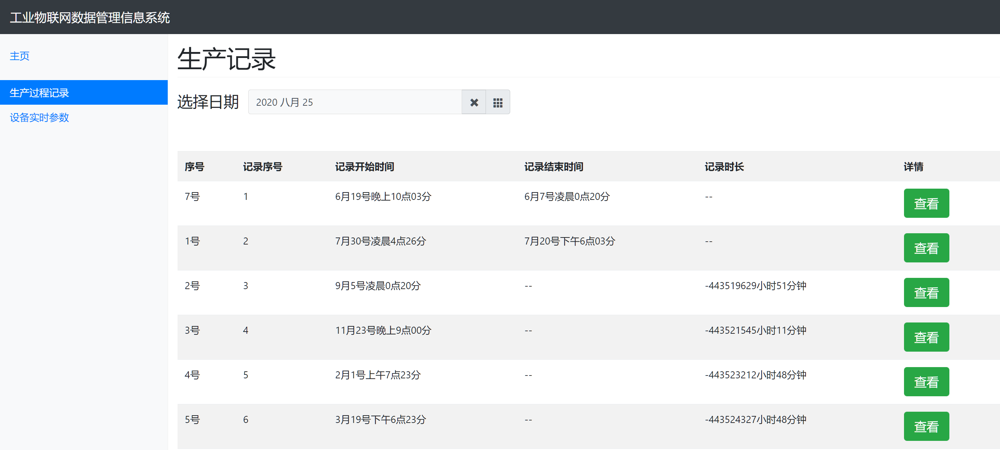 工业物联网数据管理信息系统
主页
生产过程记录
设备实时参数
生产记录
选择日期 2020 八月 25
序号 记录序号 记录开始时间 记录结束时间 记录时长 详情
7号 1 6月19号晚上10点03分 6月7号凌晨0点20分 -- 查看
1号 2 7月30号凌晨4点26分 7月20号下午6点03分 -- 查看
2号 3 9月5号凌晨0点20分 -- -443519629小时51分钟 查看
3号 4 11月23号晚上9点00分 -- -443521545小时11分钟 查看
4号 5 2月1号上午7点23分 -- -443523212小时48分钟 查看
5号 6 3月19号下午6点23分 -- -443524327小时48分钟 查看